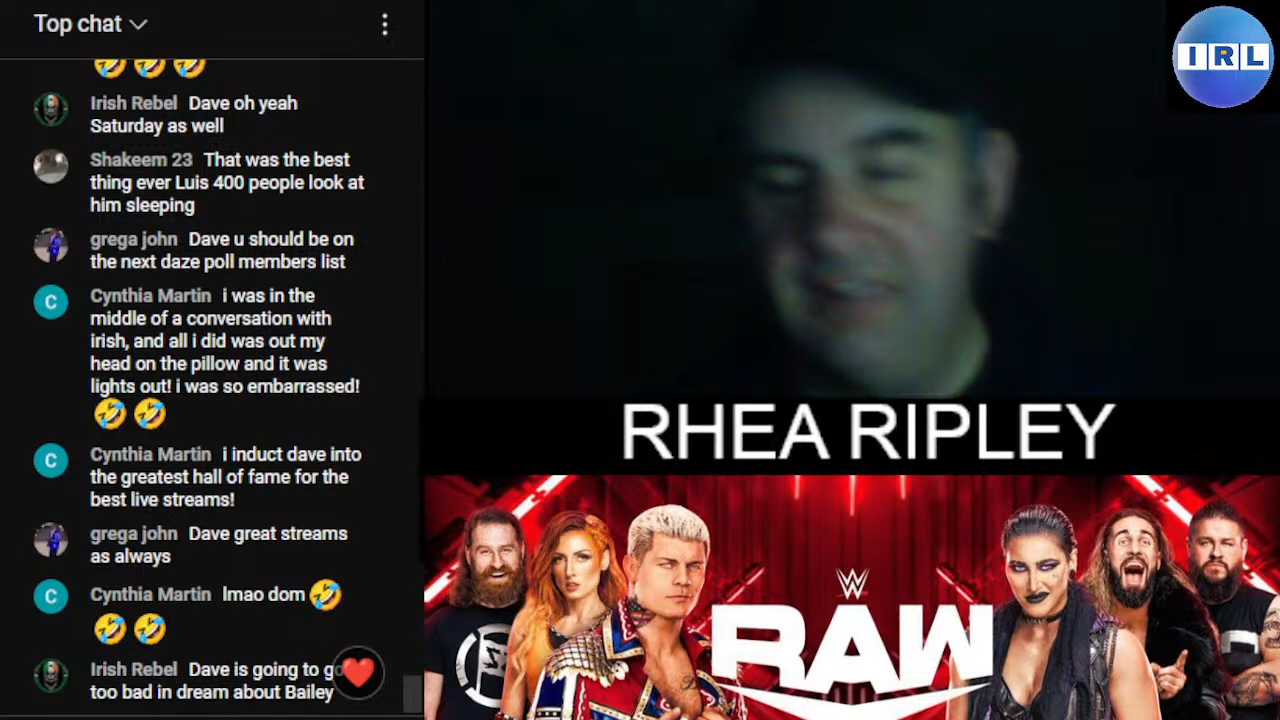 Top chat
Irish Rebel Dave oh yeah
Saturday as well
Shakeem 23 That was the best
thing ever Luis 400 people look at
him sleeping
grega john Dave u should be on
the next daze poll members list
C
Cynthia Martin i was in the
middle of a conversation with
irish, and all i did was out my
head on the pillow and it was
lights out! i was so embarrassed!
C
Cynthia Martin i induct dave into
the greatest hall of fame for the
best live streams!
grega john Dave great streams
as always
C
Cynthia Martin lmao dom
Irish Rebel Dave is going to
too bad in dream about Bailey
IRL
RHEA RIPLEY
W
RAW